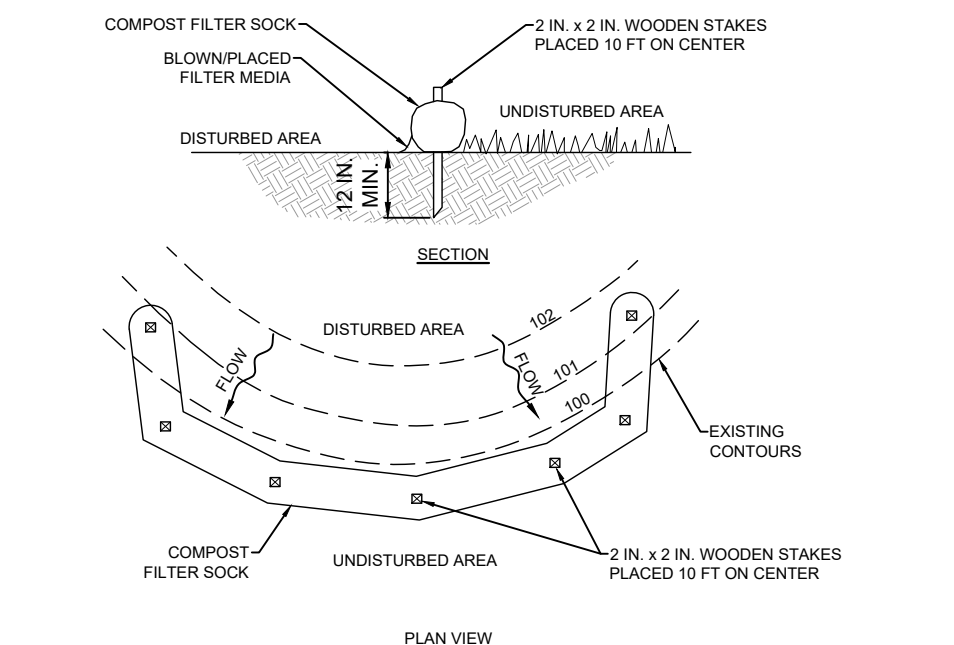 COMPOST FILTER SOCK
2 IN. x 2 IN. WOODEN STAKES
PLACED 10 FT ON CENTER
BLOWN/PLACED
FILTER MEDIA
UNDISTURBED AREA
DISTURBED AREA
12 IN.
MIN.
SECTION
DISTURBED AREA
102
FLOW
FLOW
101
100
EXISTING
CONTOURS
COMPOST
FILTER SOCK
UNDISTURBED AREA
2 IN. x 2 IN. WOODEN STAKES
PLACED 10 FT ON CENTER
PLAN VIEW